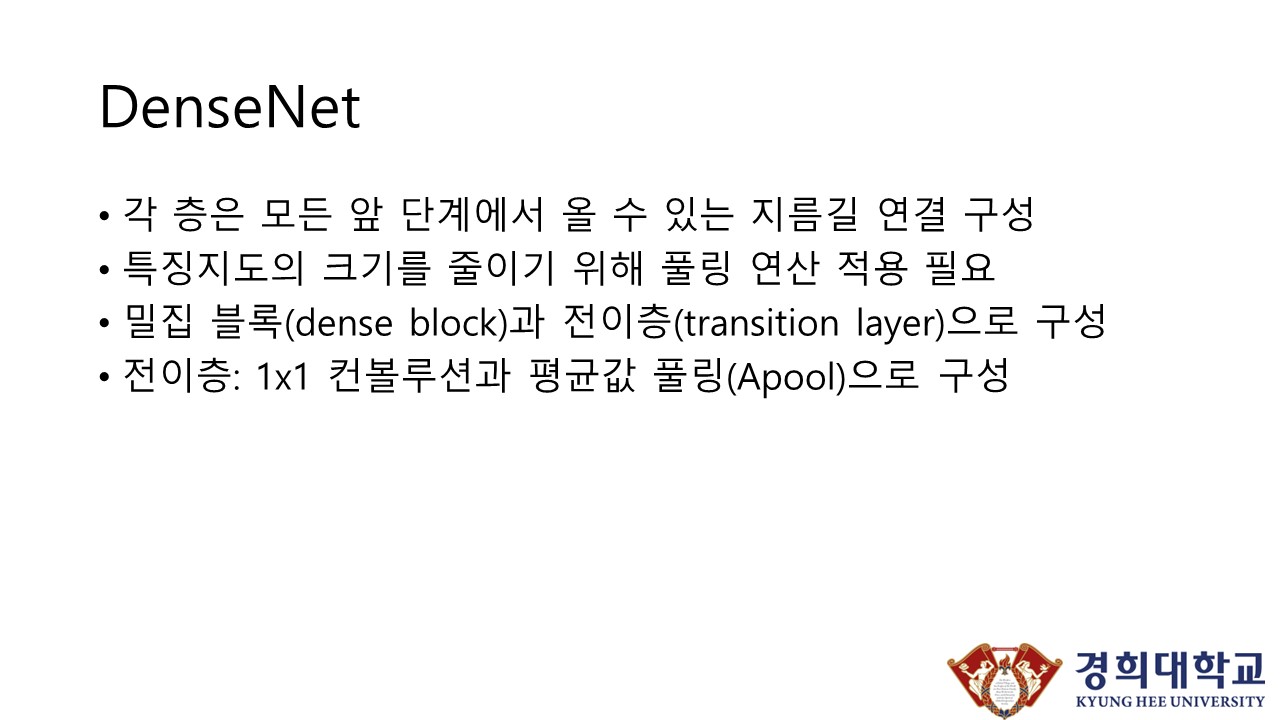 DenseNet
• 각 층은 모든 앞 단계에서 올 수 있는 지름길 연결 구성
• 특징지도의 크기를 줄이기 위해 풀링 연산 적용 필요
• 밀집 블록(dense block)과 전이층(transition layer)으로 구성
• 전이층: 1x1 컨볼루션과 평균값 풀링(Apool)으로 구성
경희대학교
KYUNG HEE UNIVERSITY